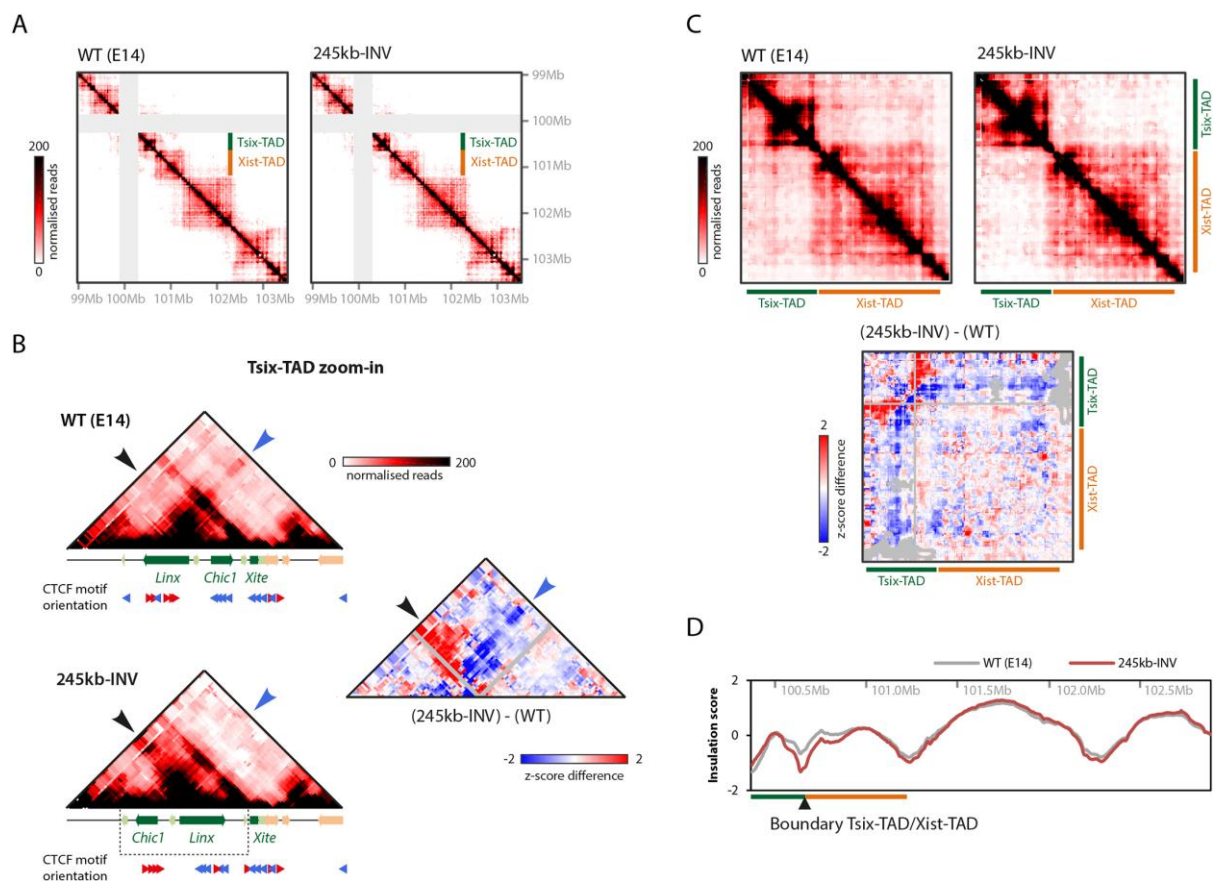 A
WT (E14)
245kb-INV
99Mb
100Mb
101Mb
102Mb
103Mb
Tsix-TAD
Xist-TAD
Tsix-TAD
Xist-TAD
200
0
normalised reads
99Mb
100Mb
101Mb
102Mb
103Mb
99Mb
100Mb
101Mb
102Mb
103Mb
B
Tsix-TAD zoom-in
WT (E14)
0
200
normalised reads
Linx
Chic1
Xite
CTCF motif
orientation
245kb-INV
Chic1
Linx
Xite
CTCF motif
orientation
(245kb-INV) - (WT)
-2
2
z-score difference
C
WT (E14)
245kb-INV
200
0
normalised reads
Tsix-TAD
Xist-TAD
Tsix-TAD
Xist-TAD
Tsix-TAD
Xist-TAD
(245kb-INV) - (WT)
2
-2
z-score difference
Tsix-TAD
Xist-TAD
Tsix-TAD
Xist-TAD
D
WT (E14)
245kb-INV
2
0
-2
Insulation score
100.5Mb
101.0Mb
101.5Mb
102.0Mb
102.5Mb
Boundary Tsix-TAD/Xist-TAD